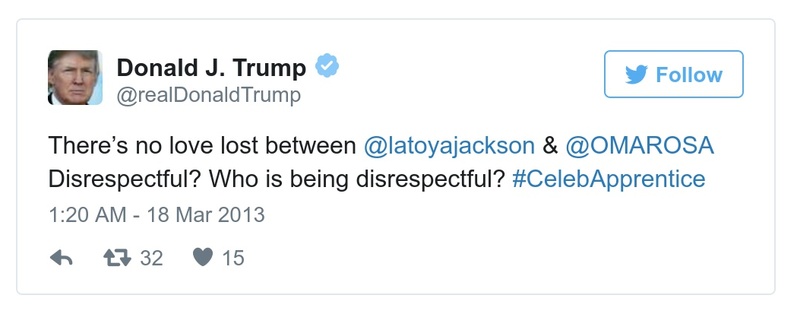 Donald J. Trump
@realDonaldTrump
Follow
There’s no love lost between @latoyajackson & @OMAROSA
Disrespectful? Who is being disrespectful? #CelebApprentice
1:20 AM - 18 Mar 2013
32 15